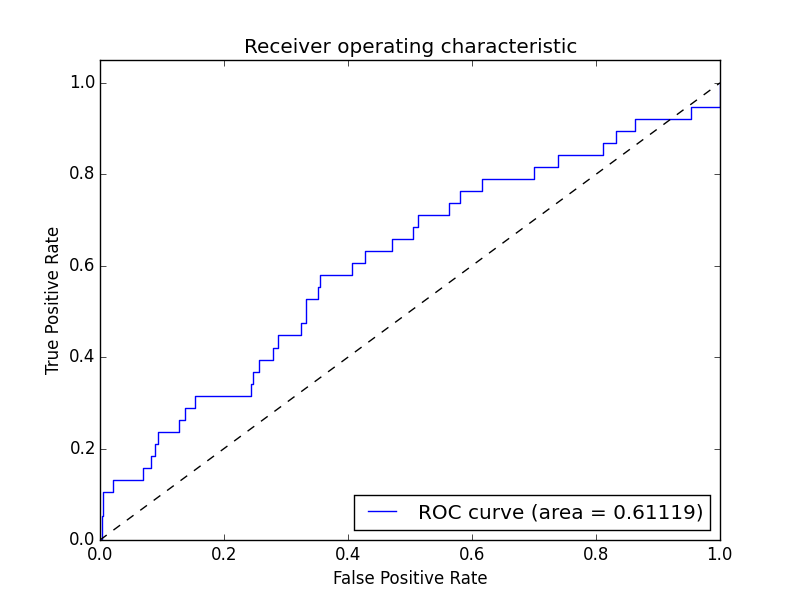 Receiver operating characteristic
1.0
0.8
0.6
0.4
0.2
0.0
True Positive Rate
ROC curve (area = 0.61119)
0.0 0.2 0.4 0.6 0.8 1.0
False Positive Rate